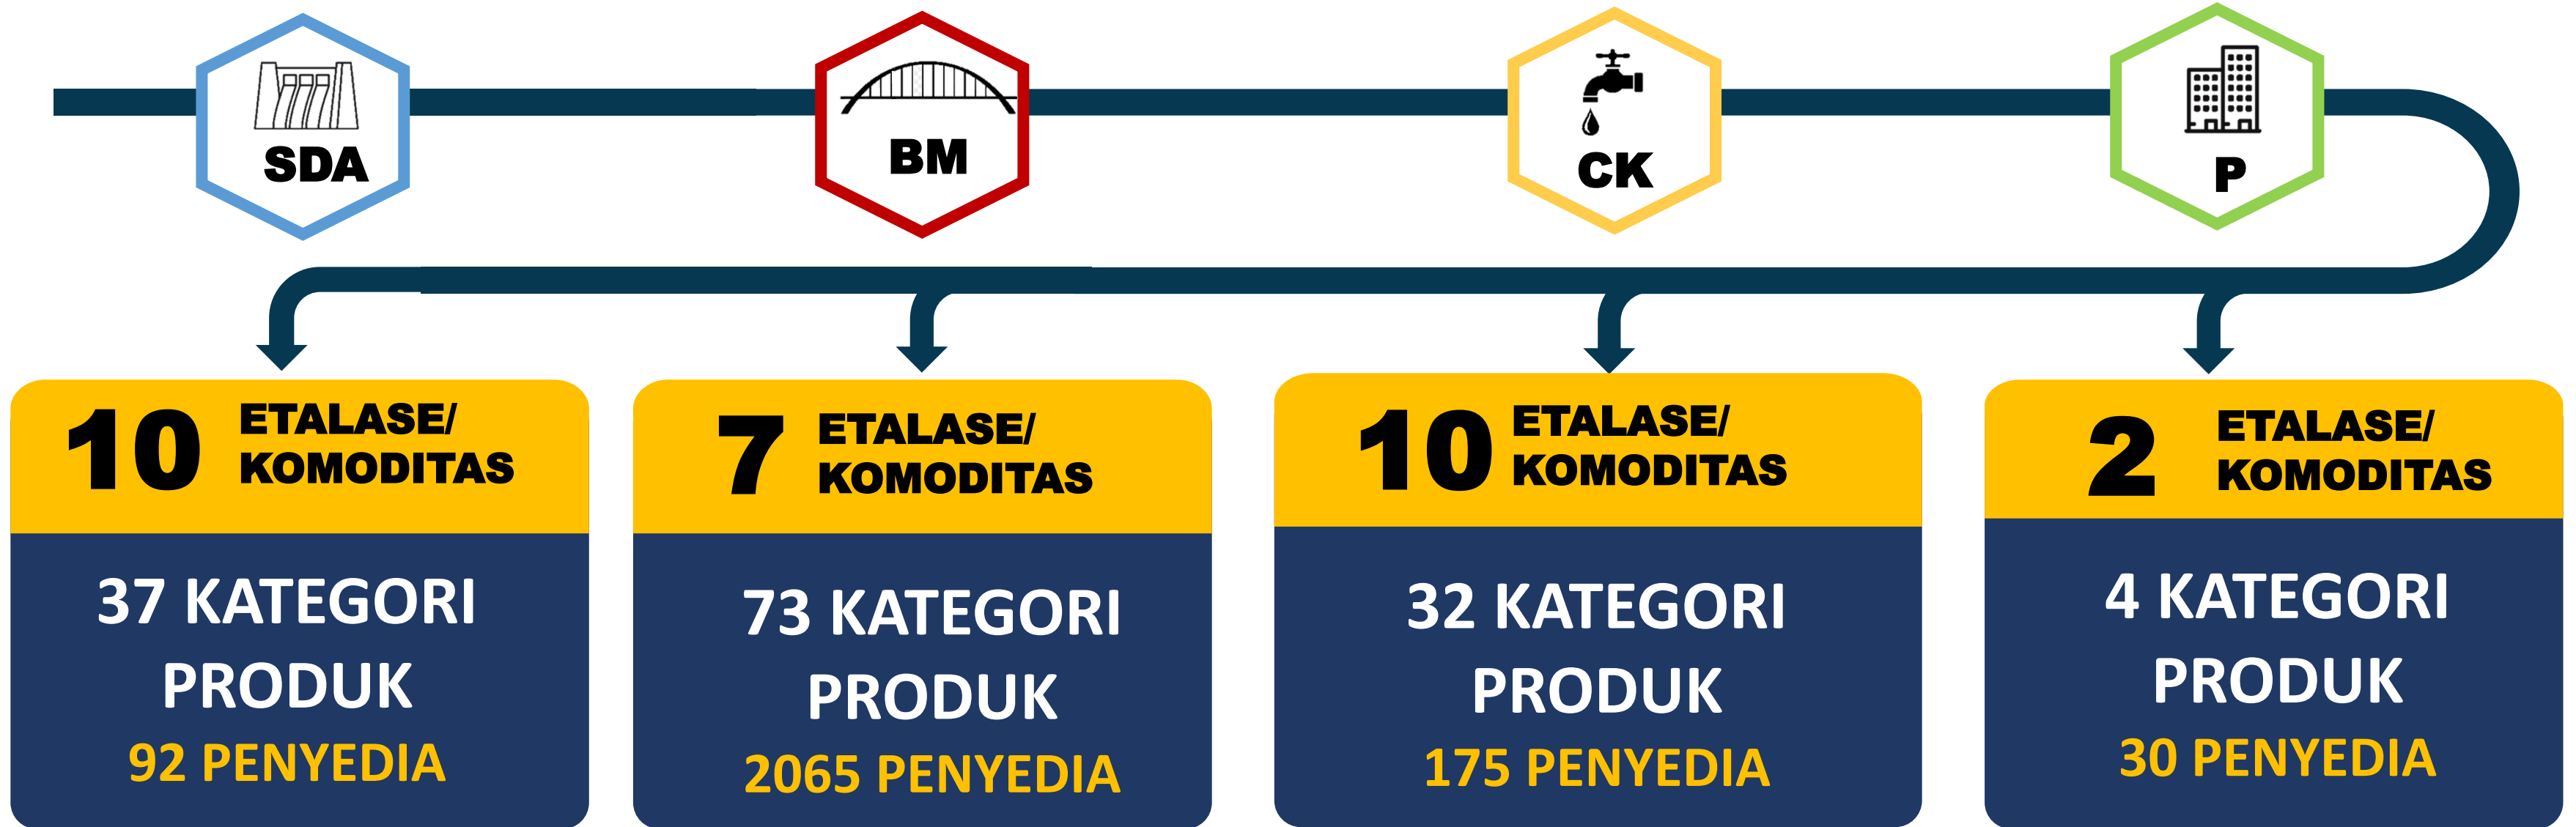 SDA
BM
CK
P
10
ETALASE/
KOMODITAS
37 KATEGORI
PRODUK
92 PENYEDIA
7
ETALASE/
KOMODITAS
73 KATEGORI
PRODUK
2065 PENYEDIA
10
ETALASE/
KOMODITAS
32 KATEGORI
PRODUK
175 PENYEDIA
2
ETALASE/
KOMODITAS
4 KATEGORI
PRODUK
30 PENYEDIA